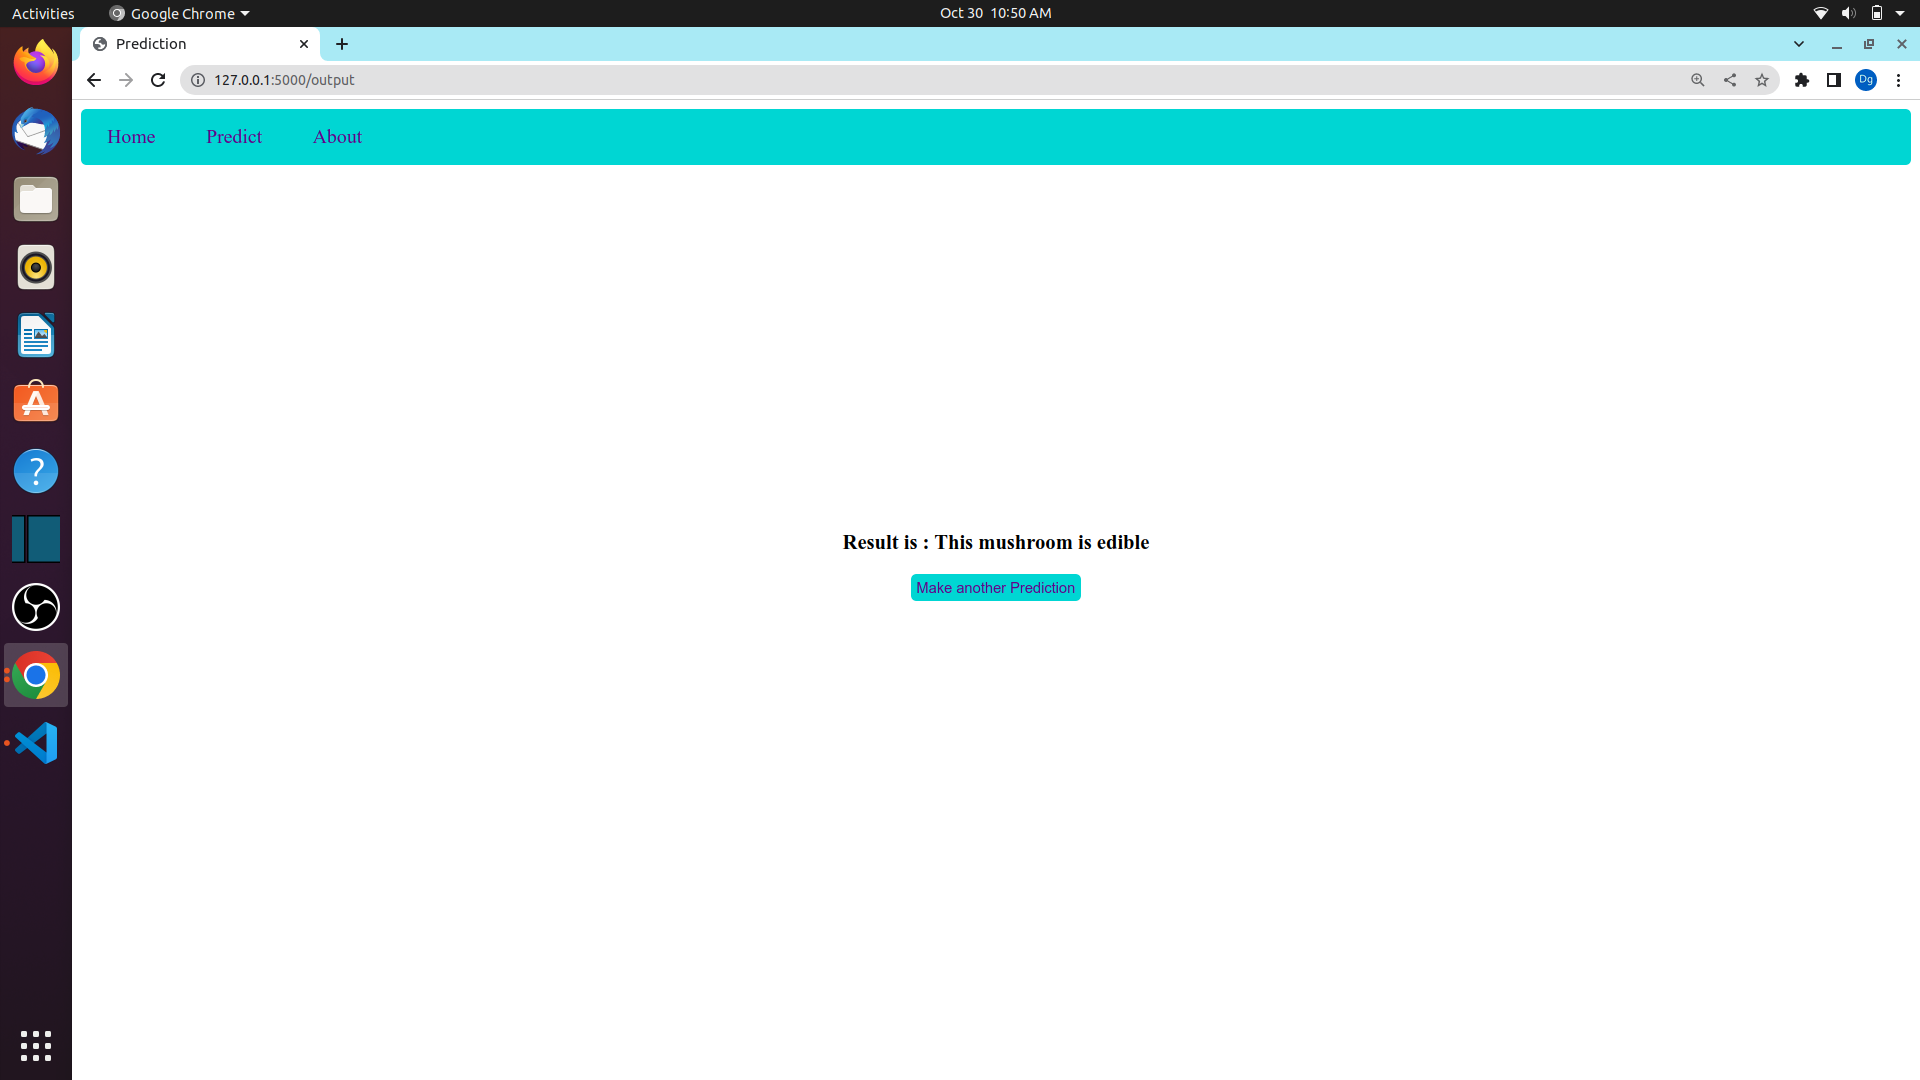 Activities
Google Chrome
Oct 30 10:50 AM
Prediction
127.0.0.1:5000/output
Dg
Home
Predict
About
Result is : This mushroom is edible
Make another Prediction